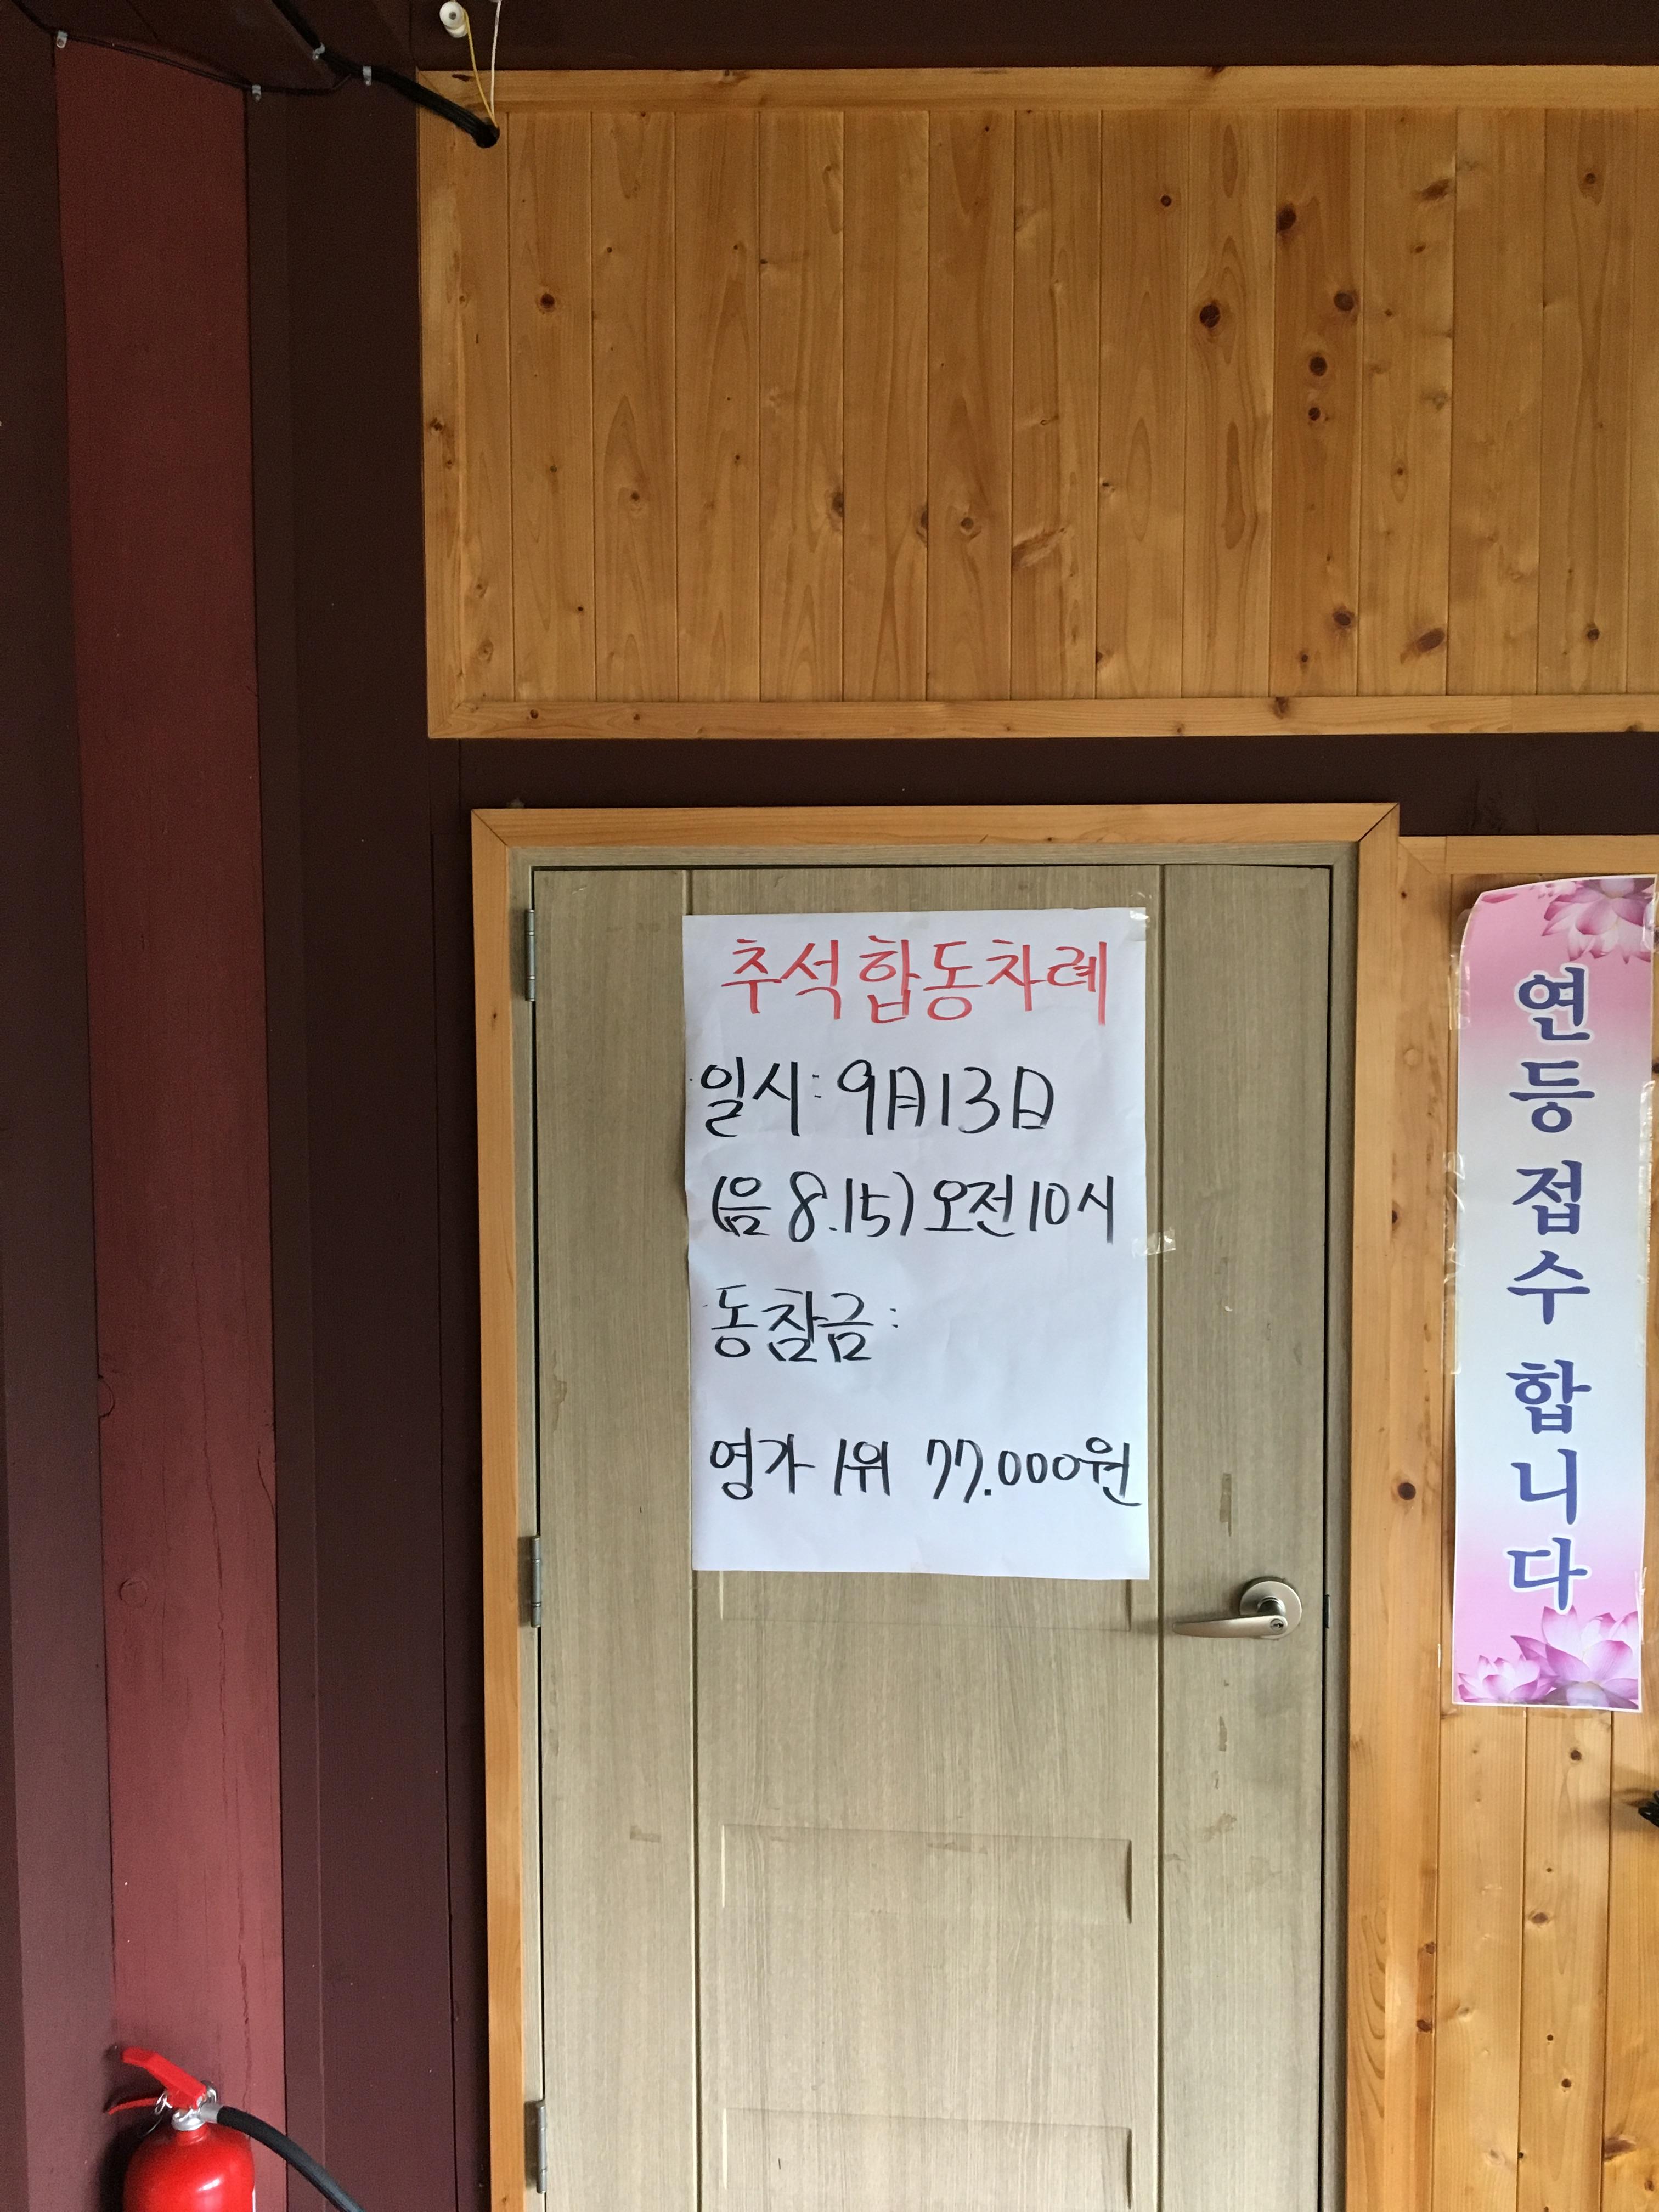 추석합동차례
일시: 9月13日
(음 8.15) 오전10시
동참금:
영가 1위 77.000원
연등접수합니다